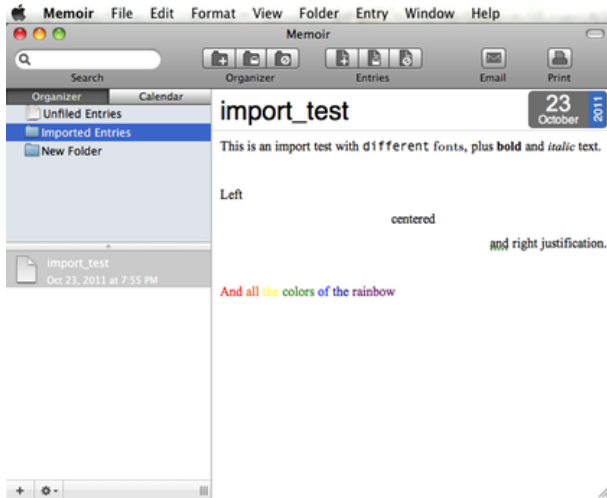 Memoir File Edit Format View Folder Entry Window Help
Memoir
Search Organizer Entries Email Print
Organizer Calendar
Unfiled Entries
Imported Entries
New Folder
import_test
Oct 23, 2011 at 7:55 PM
import_test
23
October
2011
This is an import test with different fonts, plus bold and italic text.
Left
centered
and right justification.
And all the colors of the rainbow